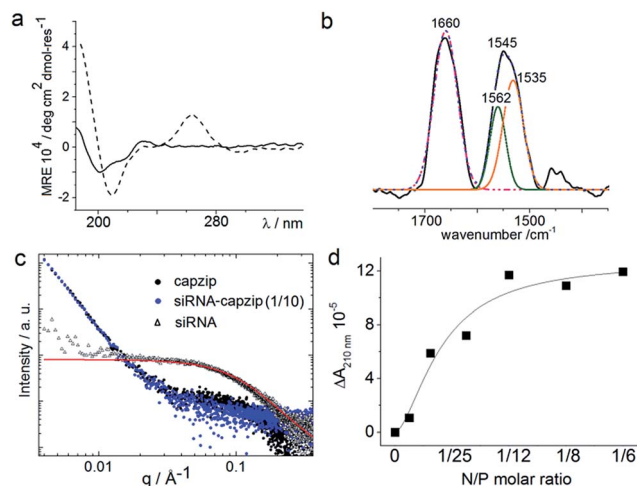 a
MRE 10⁴ / deg cm² dmol-res⁻¹
4
2
0
-2
200
280
λ / nm
b
1660
1545
1562
1535
1700
1500
wavenumber /cm⁻¹
c
Intensity / a. u.
capzip
siRNA-capzip (1/10)
siRNA
0.01
0.1
q / Å⁻¹
d
ΔA₂₁₀ ₙₘ 10⁻⁵
12
8
4
0
0
1/25
1/12
1/8
1/6
N/P molar ratio